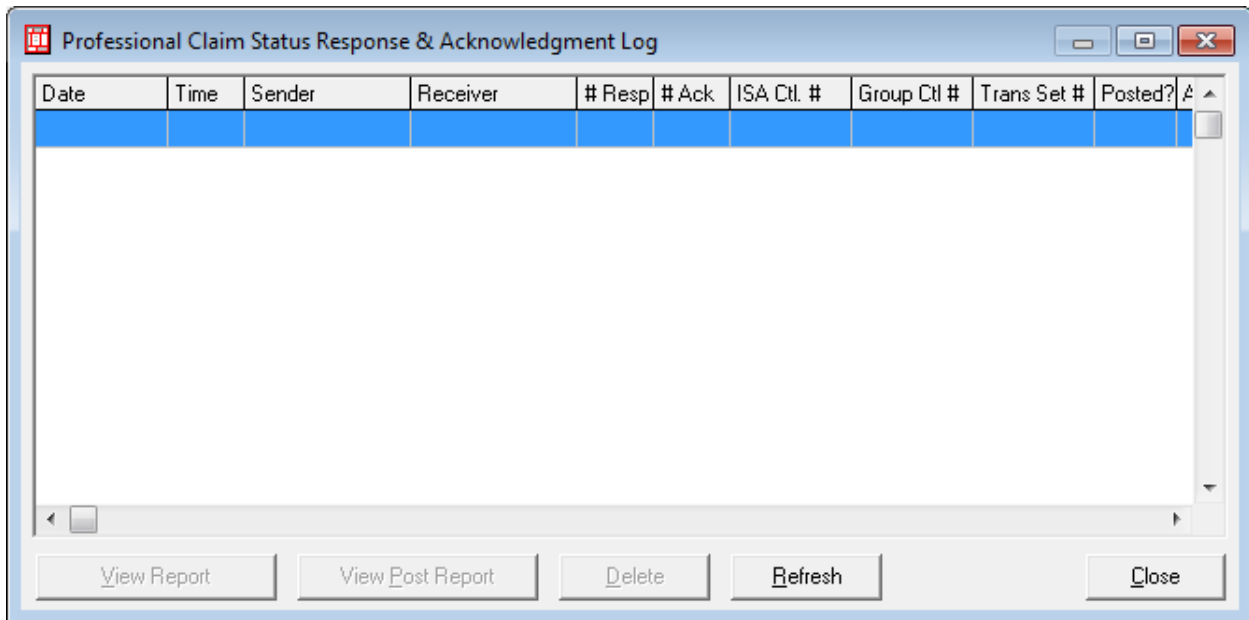 Professional Claim Status Response & Acknowledgment Log
Date Time Sender Receiver # Resp # Ack ISA Ctl. # Group Ctl # Trans Set # Posted? A
View Report View Post Report Delete Refresh Close